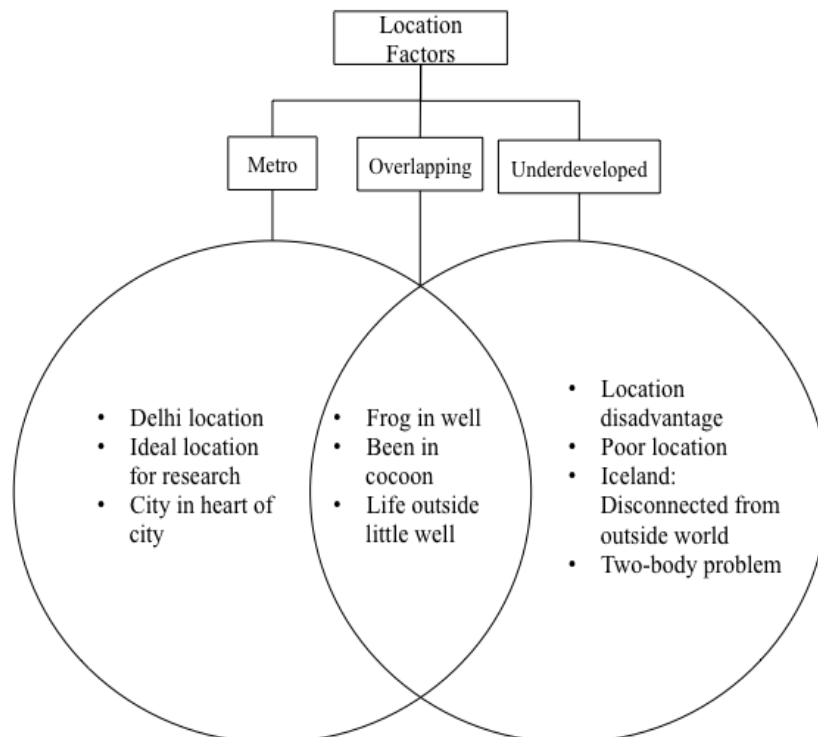 Location
Factors
Metro
Overlapping
Underdeveloped
• Delhi location
• Ideal location
for research
• City in heart of
city
• Frog in well
• Been in
cocoon
• Life outside
little well
• Location
disadvantage
• Poor location
• Iceland:
Disconnected from
outside world
• Two-body problem